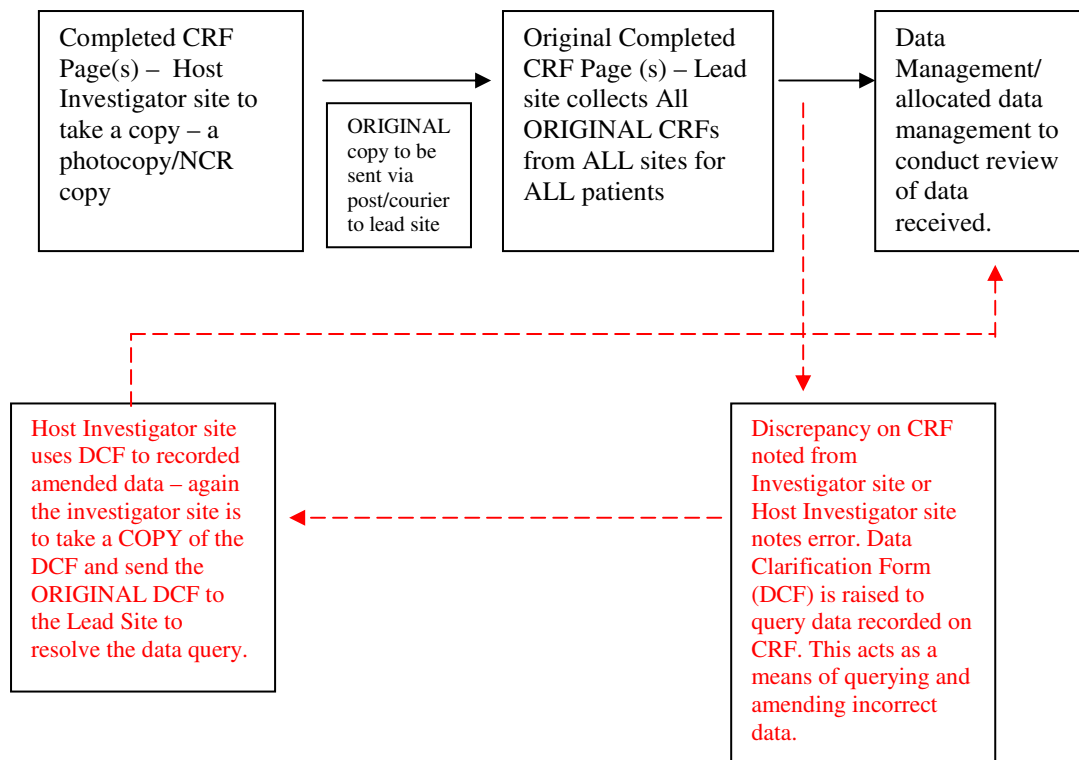 Completed CRF
Page(s) – Host
Investigator site to
take a copy – a
photocopy/NCR
copy
ORIGINAL
copy to be
sent via
post/courier
to lead site
Original Completed
CRF Page (s) – Lead
site collects All
ORIGINAL CRFs
from ALL sites for
ALL patients
Data
Management/
allocated data
management to
conduct review
of data
received.
Host Investigator site
uses DCF to recorded
amended data – again
the investigator site is
to take a COPY of the
DCF and send the
ORIGINAL DCF to
the Lead Site to
resolve the data query.
Discrepancy on CRF
noted from
Investigator site or
Host Investigator site
notes error. Data
Clarification Form
(DCF) is raised to
query data recorded on
CRF. This acts as a
means of querying and
amending incorrect
data.